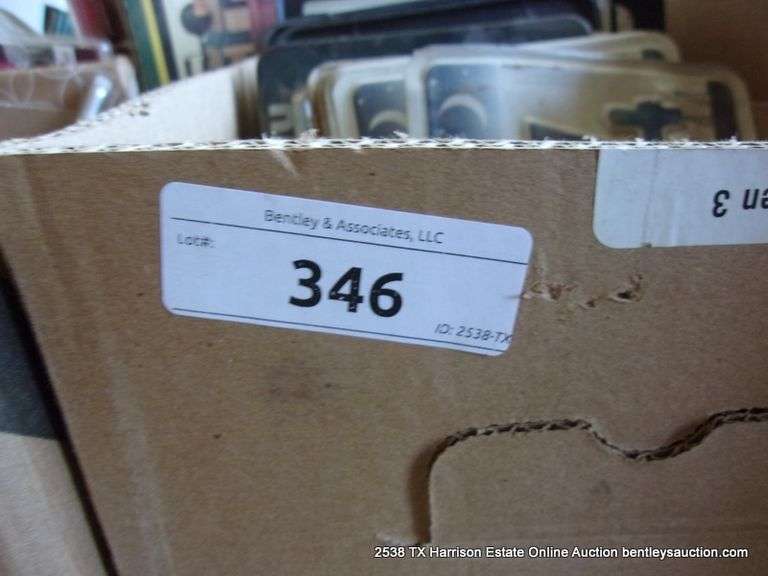 Bentley & Associates, LLC
Lot#:
346
ID: 2538-TX
en 3
2538 TX Harrison Estate Online Auction bentleysauction.com